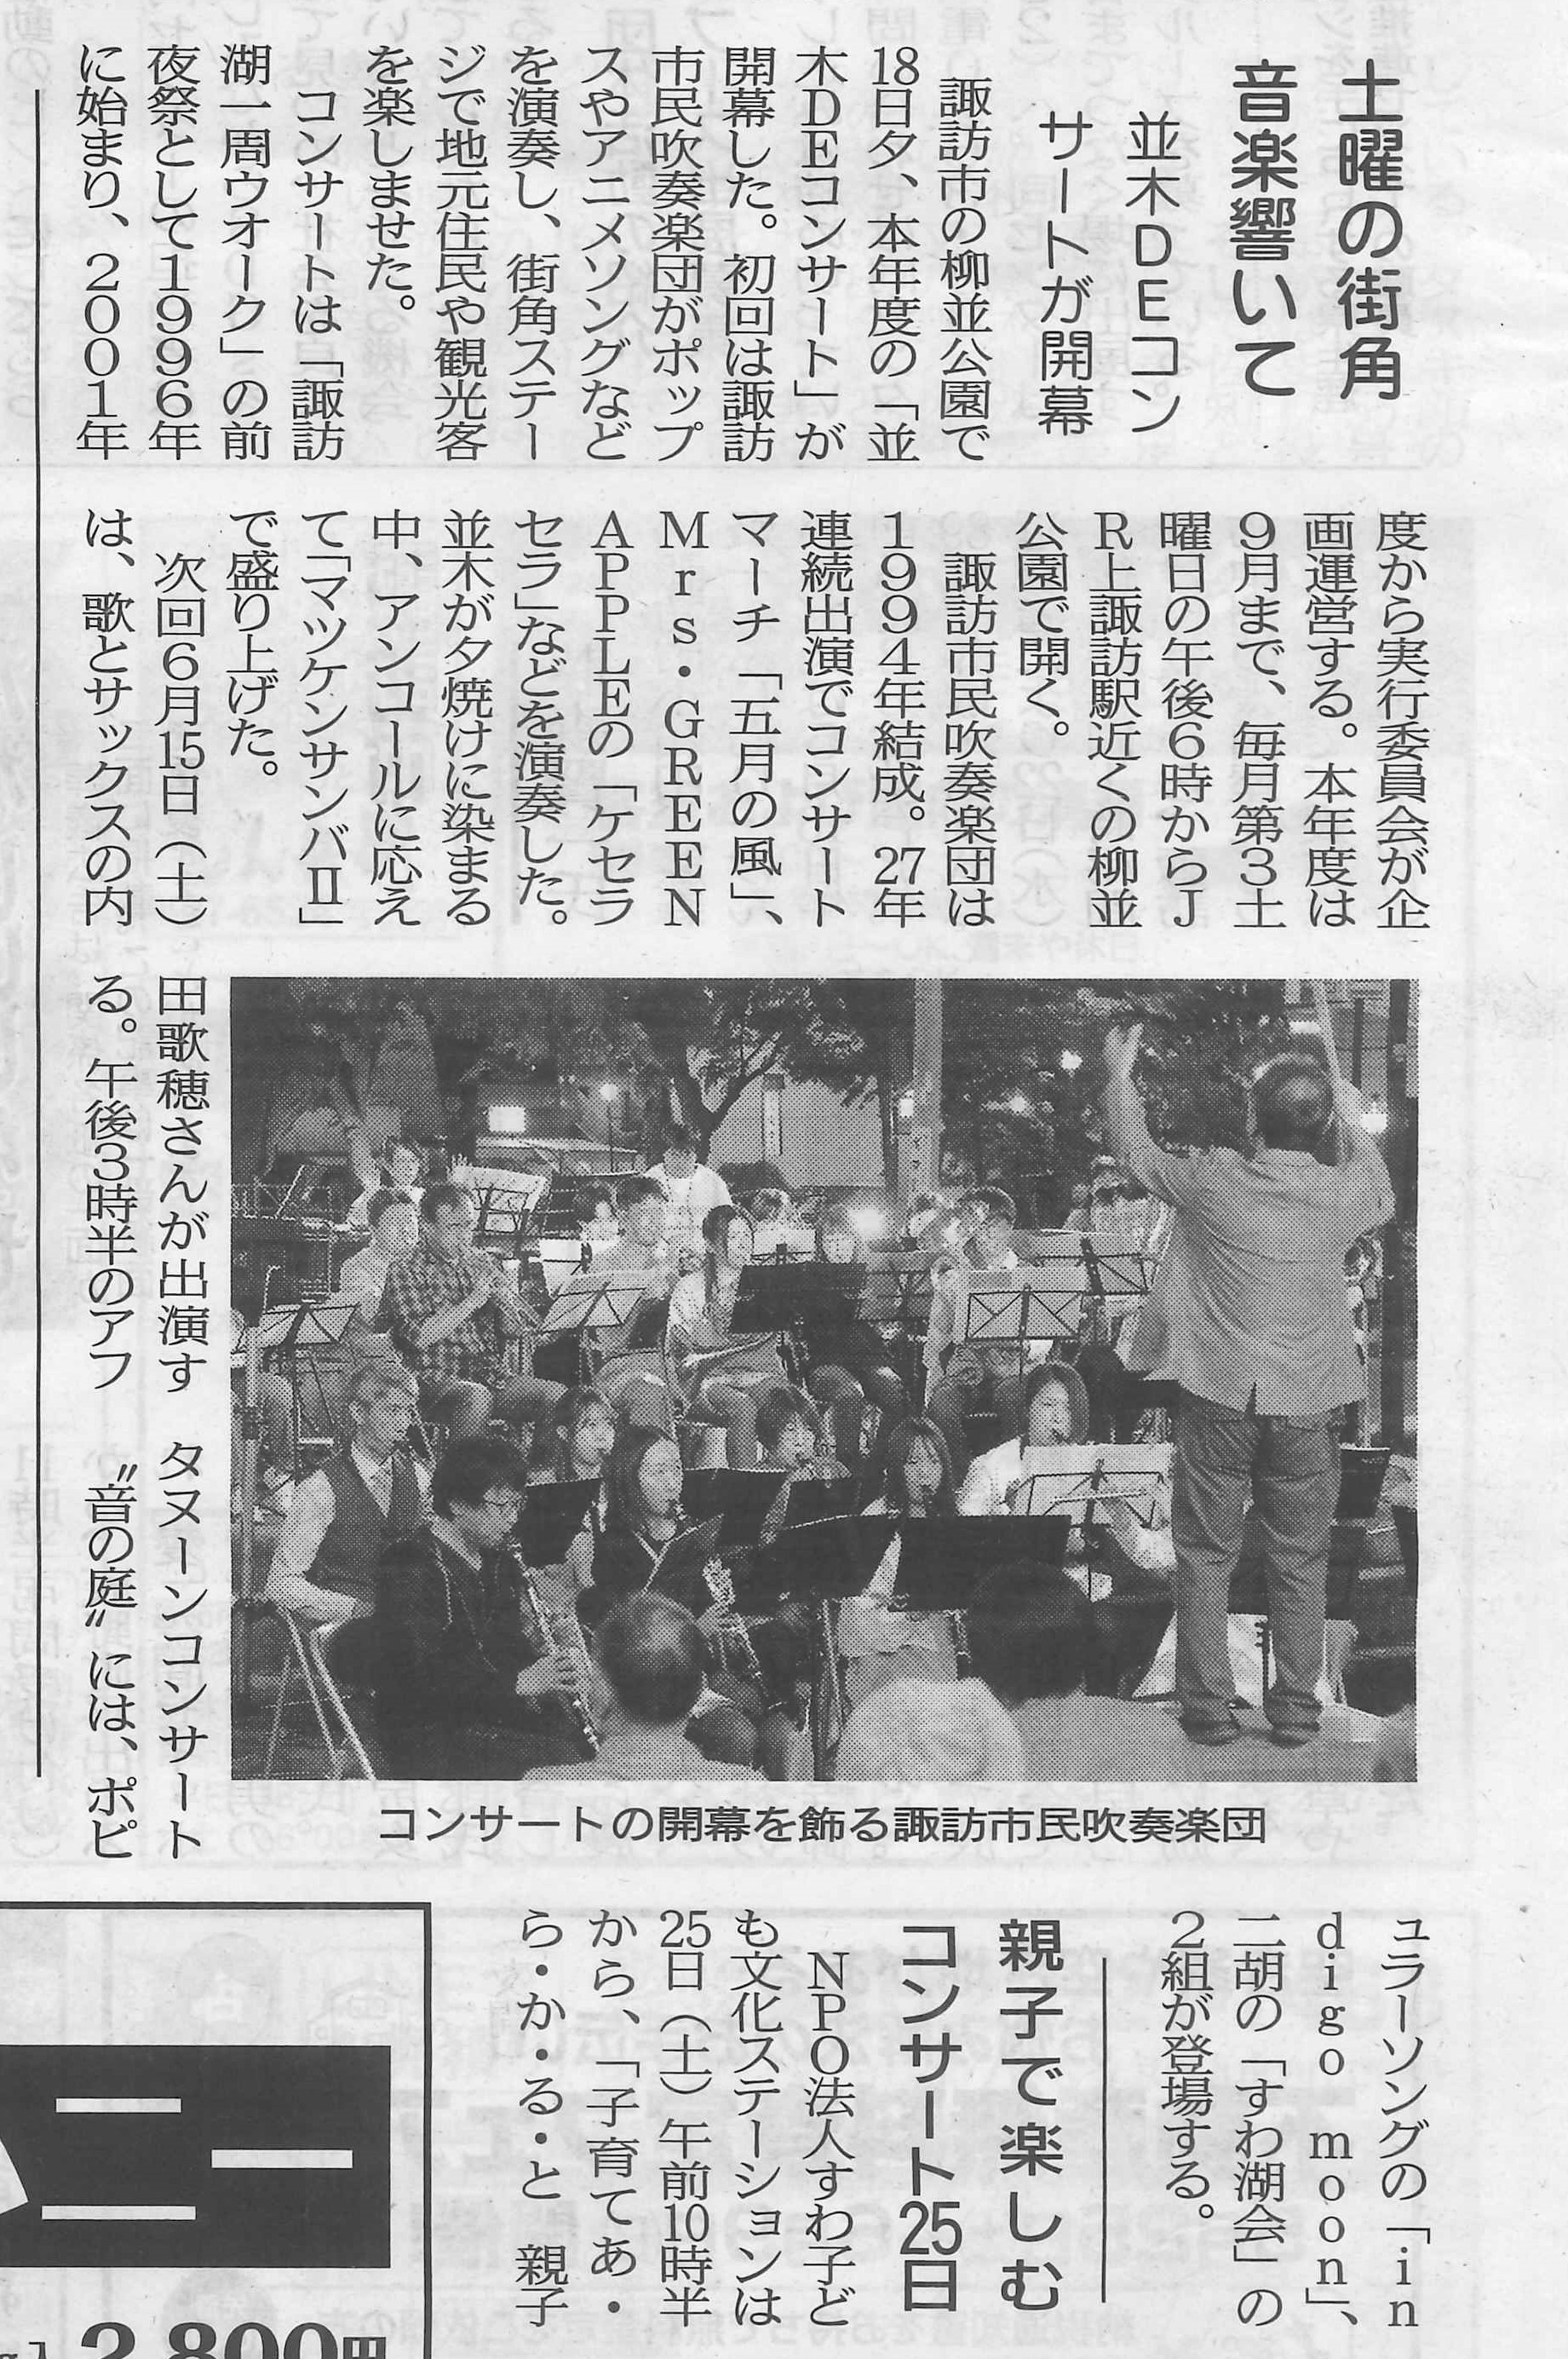 土曜の街角
音楽響いて
並木DEコン
サートが開幕
諏訪市の柳並公園で
18日夕、本年度の「並
木DEコンサート」が
開幕した。初回は諏訪
市民吹奏楽団がポップ
スやアニメソングなど
を演奏し、街角ステー
ジで地元住民や観光客
を楽しませた。
コンサートは「諏訪
湖一周ウオーク」の前
夜祭として1996年
に始まり、2001年
度から実行委員会が企
画運営する。本年度は
9月まで、毎月第3土
曜日の午後6時からJ
R上諏訪駅近くの柳並
公園で開く。
諏訪市民吹奏楽団は
1994年結成。27年
連続出演でコンサート
マーチ「五月の風」、
Mrs・GREEN
APPLEの「ケセラ
セラ」などを演奏した。
並木が夕焼けに染まる
中、アンコールに応え
て「マツケンサンバⅡ」
で盛り上げた。
次回6月15日（土）
は、歌とサックスの内
田歌穂さんが出演す
る。午後3時半のアフ
タヌーンコンサート
〝音の庭〟には、ポピ
ュラーソングの「in
digo moon」、
二胡の「すわ湖会」の
2組が登場する。
コンサートの開幕を飾る諏訪市民吹奏楽団
親子で楽しむ
コンサート25日
NPO法人すわ子ど
も文化ステーションは
25日（土）午前10時半
から、「子育てあ・
ら・か・る・と 親子
2,800円